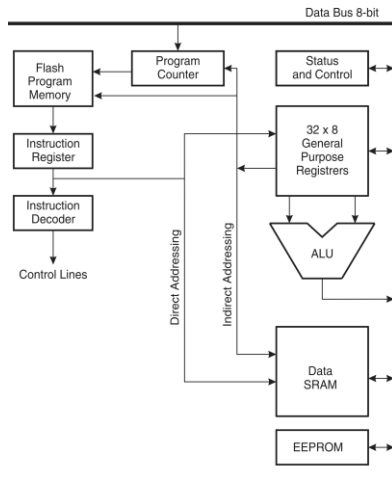 Data Bus 8-bit
Flash
Program
Memory
Program
Counter
Status
and Control
Instruction
Register
32 x 8
General
Purpose
Registrers
Instruction
Decoder
ALU
Control Lines
Direct Addressing
Indirect Addressing
Data
SRAM
EEPROM